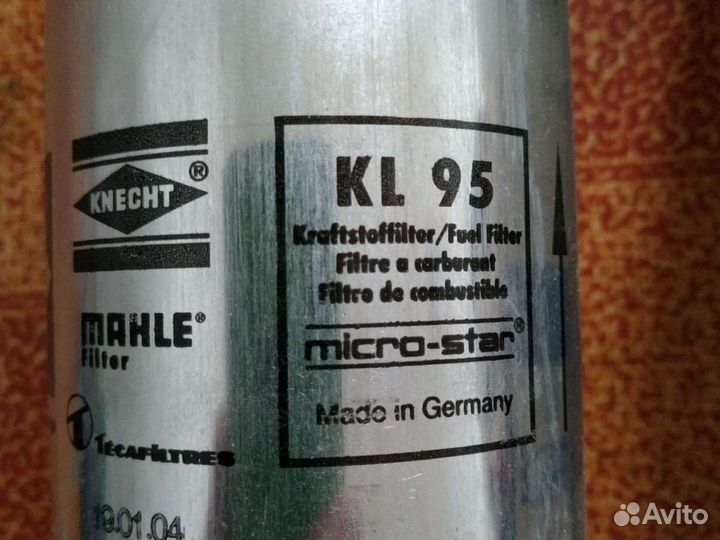 KNECHT®
MAHLE®
Filter
TECAFILTRES
19.01.04
KL 95
Kraftstoffilter/Fuel Filter
Filtre a carburant
Filtro de combustible
micro-star®
Made in Germany
Avito